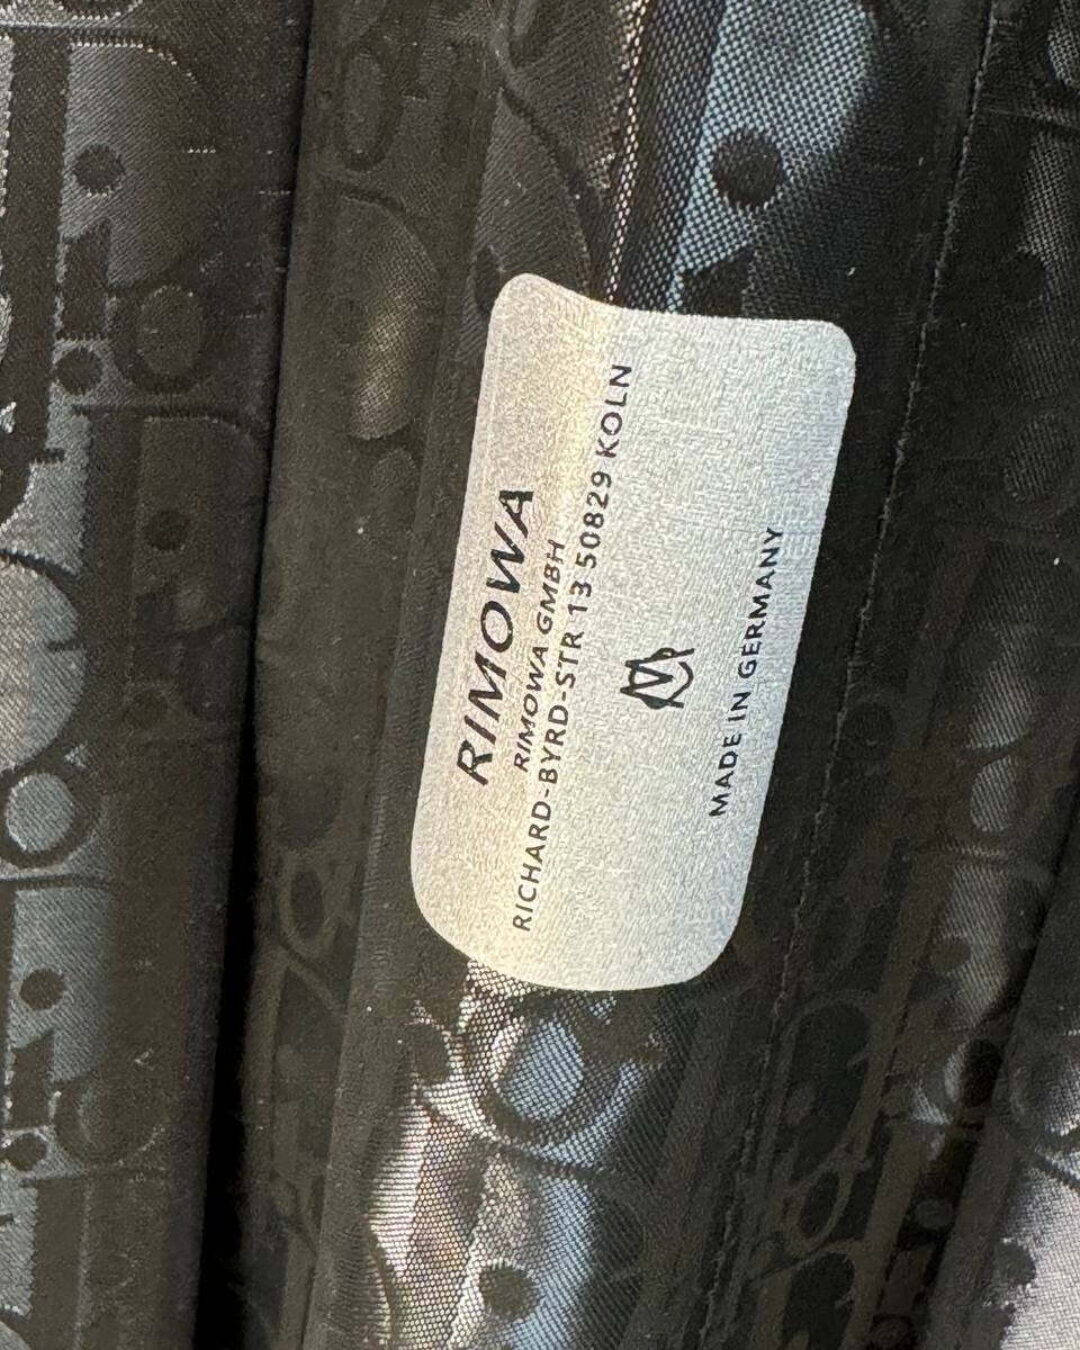 RIMOWA
RIMOWA GMBH
RICHARD-BYRD-STR 13 50829 KOLN
MADE IN GERMANY